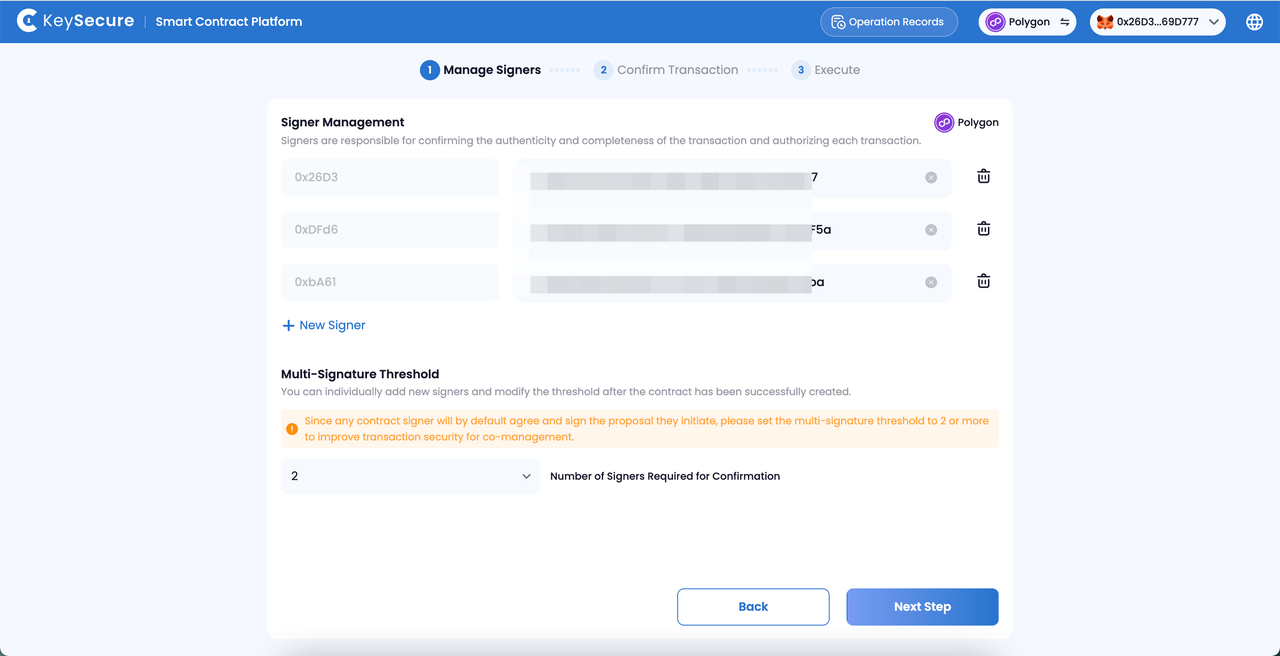 KeySecure | Smart Contract Platform
Operation Records
Polygon
0x26D3...69D777
1 Manage Signers
2 Confirm Transaction
3 Execute
Signer Management
Polygon
Signers are responsible for confirming the authenticity and completeness of the transaction and authorizing each transaction.
0x26D3 7
0xDFd6 F5a
0xbA61
+ New Signer
Multi-Signature Threshold
You can individually add new signers and modify the threshold after the contract has been successfully created.
Since any contract signer will by default agree and sign the proposal they initiate, please set the multi-signature threshold to 2 or more
to improve transaction security for co-management.
2 Number of Signers Required for Confirmation
Back
Next Step